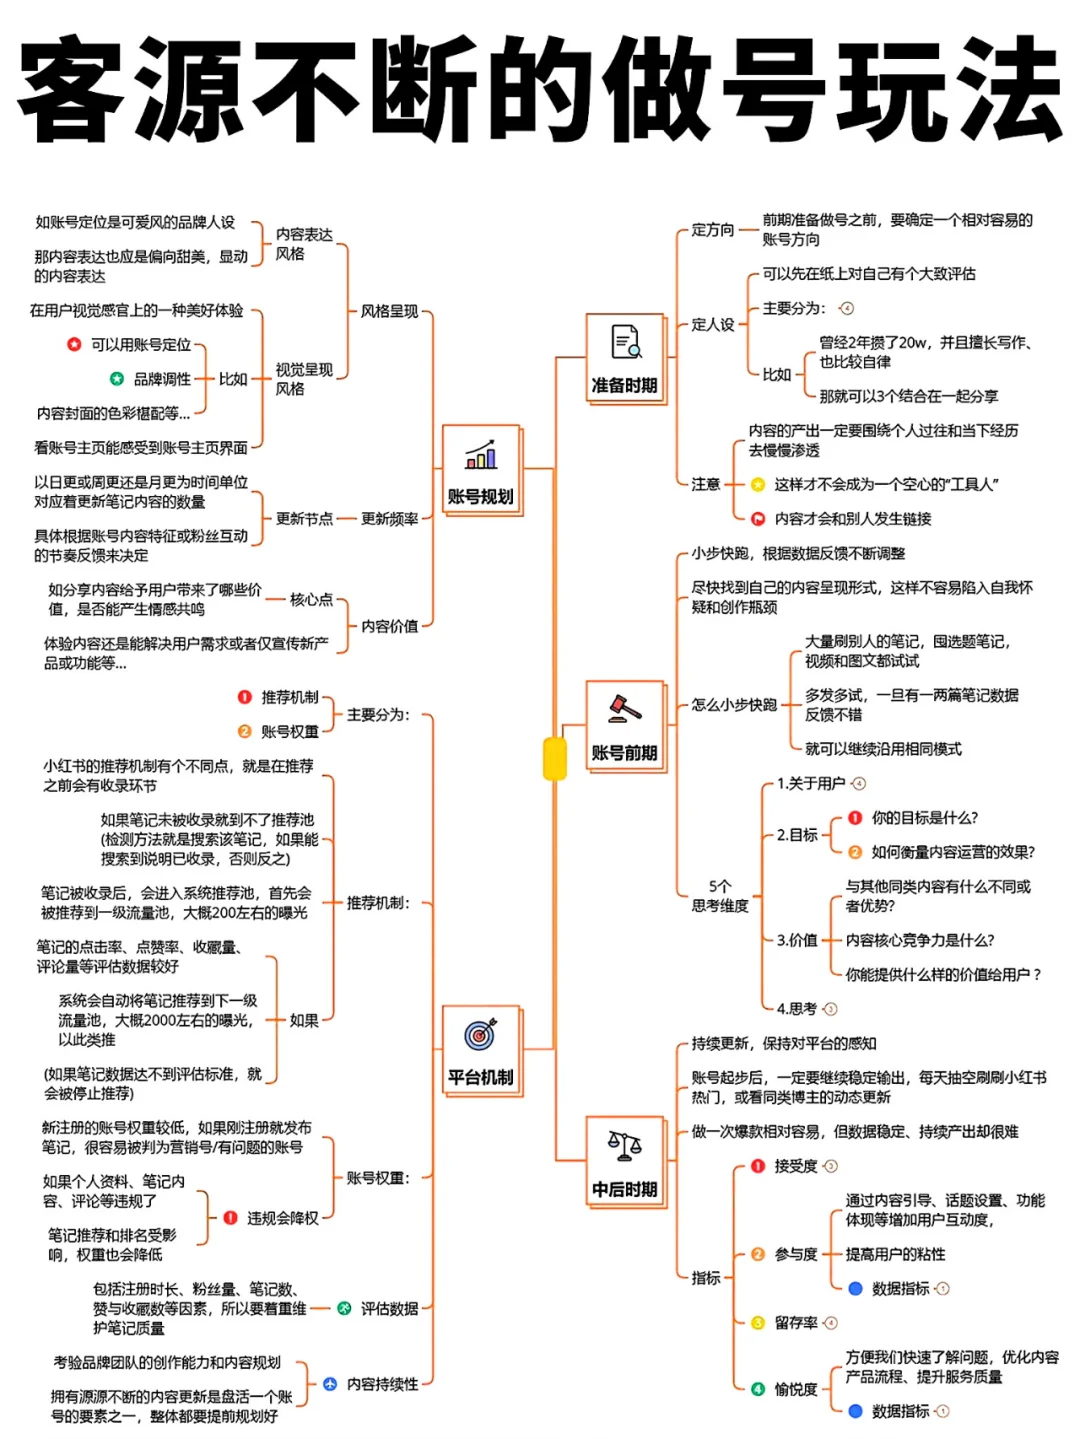 客源不断的做号玩法
如账号定位是可爱风的品牌人设
那内容表达也应是偏向甜美，显动
的内容表达
内容表达
风格
在用户视觉感官上的一种美好体验
可以用账号定位
品牌调性
内容封面的色彩椹配等...
比如
看账号主页能感受到账号主页界面
视觉呈现
风格
风格呈现
以日更或周更还是月更为时间单位
对应着更新笔记内容的数量
具体根据账号内容特征或粉丝互动
的节奏反馈来决定
更新节点
更新频率
如分享内容给予用户带来了哪些价
值，是否能产生情感共鸣
核心点
体验内容还是能解决用户需求或者仅宣传新产
品或功能等...
内容价值
账号规划
推荐机制
账号权重
主要分为：
小红书的推荐机制有个不同点，就是在推荐
之前会有收录环节
如果笔记未被收录就到不了推荐池
(检测方法就是搜索该笔记，如果能
搜索到说明已收录，否则反之)
笔记被收录后，会进入系统推荐池，首先会
被推荐到一级流量池，大概200左右的曝光
推荐机制：
笔记的点击率、点赞率、收藏量、
评论量等评估数据较好
系统会自动将笔记推荐到下一级
流量池，大概2000左右的曝光，
以此类推
如果
(如果笔记数据达不到评估标准，就
会被停止推荐)
平台机制
新注册的账号权重较低，如果刚注册就发布
笔记，很容易被判为营销号/有问题的账号
如果个人资料、笔记内
容、评论等违规了
笔记推荐和排名受影
响，权重也会降低
违规会降权
账号权重：
包括注册时长、粉丝量、笔记数、
赞与收藏数等因素，所以要着重维
护笔记质量
评估数据
考验品牌团队的创作能力和内容规划
拥有源源不断的内容更新是盘活一个账
号的要素之一，整体都要提前规划好
内容持续性
准备时期
定方向
前期准备做号之前，要确定一个相对容易的
账号方向
定人设
可以先在纸上对自己有个大致评估
主要分为：
4
比如
曾经2年攒了20w，并且擅长写作、
也比较自律
那就可以3个结合在一起分享
注意
内容的产出一定要围绕个人过往和当下经历
去慢慢渗透
这样才不会成为一个空心的“工具人”
内容才会和别人发生链接
账号前期
小步快跑，根据数据反馈不断调整
尽快找到自己的内容呈现形式，这样不容易陷入自我怀
疑和创作瓶颈
怎么小步快跑
大量刷别人的笔记，囤选题笔记，
视频和图文都试试
多发多试，一旦有一两篇笔记数据
反馈不错
就可以继续沿用相同模式
5个
思考维度
1.关于用户
4
2.目标
1 你的目标是什么？
2 如何衡量内容运营的效果？
3.价值
与其他同类内容有什么不同或
者优势？
内容核心竞争力是什么？
你能提供什么样的价值给用户？
4.思考
3
中后时期
持续更新，保持对平台的感知
账号起步后，一定要继续稳定输出，每天抽空刷刷小红书
热门，或看同类博主的动态更新
做一次爆款相对容易，但数据稳定、持续产出却很难
指标
1 接受度
3
2 参与度
通过内容引导、话题设置、功能
体现等增加用户互动度，
提高用户的粘性
数据指标
1
3 留存率
4
4 愉悦度
方便我们快速了解问题，优化内容
产品流程、提升服务质量
数据指标
1